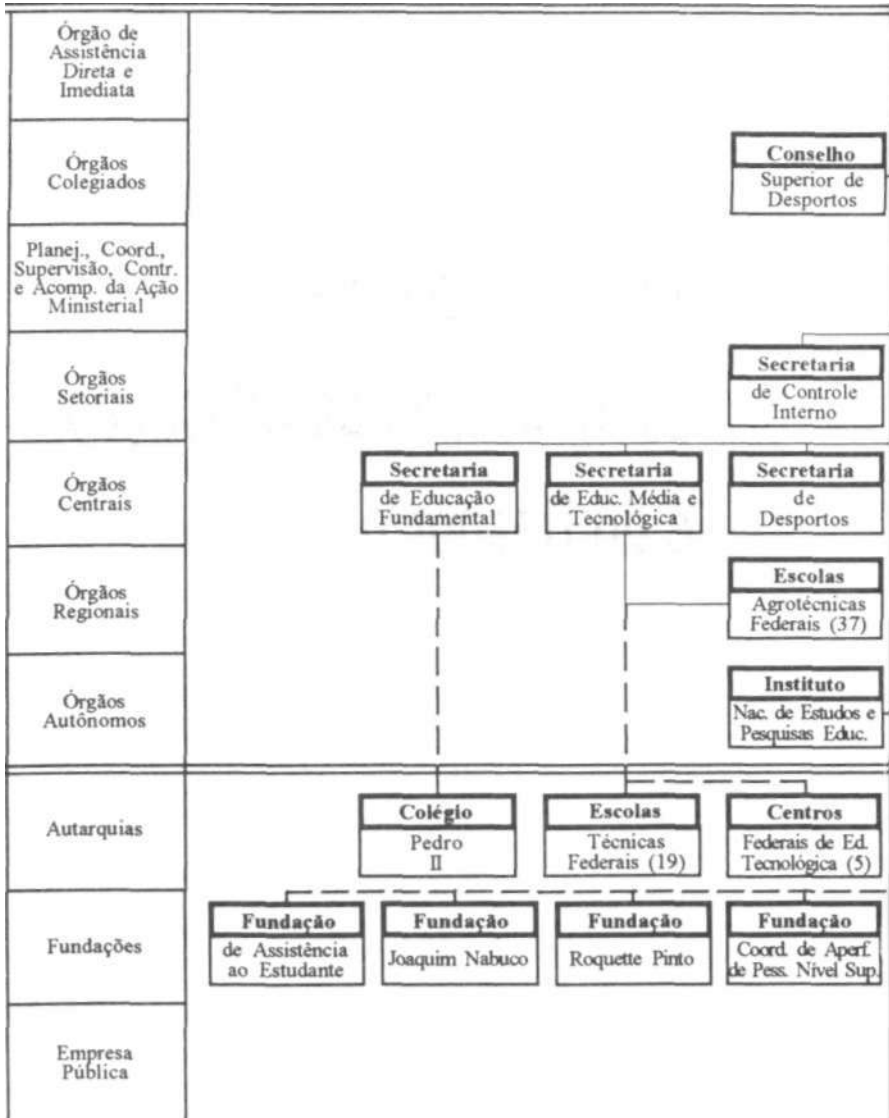 Órgão de
Assistência
Direta e
Imediata
Órgãos
Colegiados
Conselho
Superior de
Desportos
Planej., Coord.,
Supervisão, Contr.
e Acomp. da Ação
Ministerial
Órgãos
Setoriais
Secretaria
de Controle
Interno
Órgãos
Centrais
Secretaria
de Educação
Fundamental
Secretaria
de Educ. Média e
Tecnológica
Secretaria
de
Desportos
Órgãos
Regionais
Escolas
Agrotécnicas
Federais (37)
Órgãos
Autônomos
Instituto
Nac. de Estudos e
Pesquisas Educ.
Autarquias
Colégio
Pedro
II
Escolas
Técnicas
Federais (19)
Centros
Federais de Ed.
Tecnológica (5)
Fundações
Fundação
de Assistência
ao Estudante
Fundação
Joaquim Nabuco
Fundação
Roquette Pinto
Fundação
Coord. de Aperf.
de Pess. Nível Sup.
Empresa
Pública